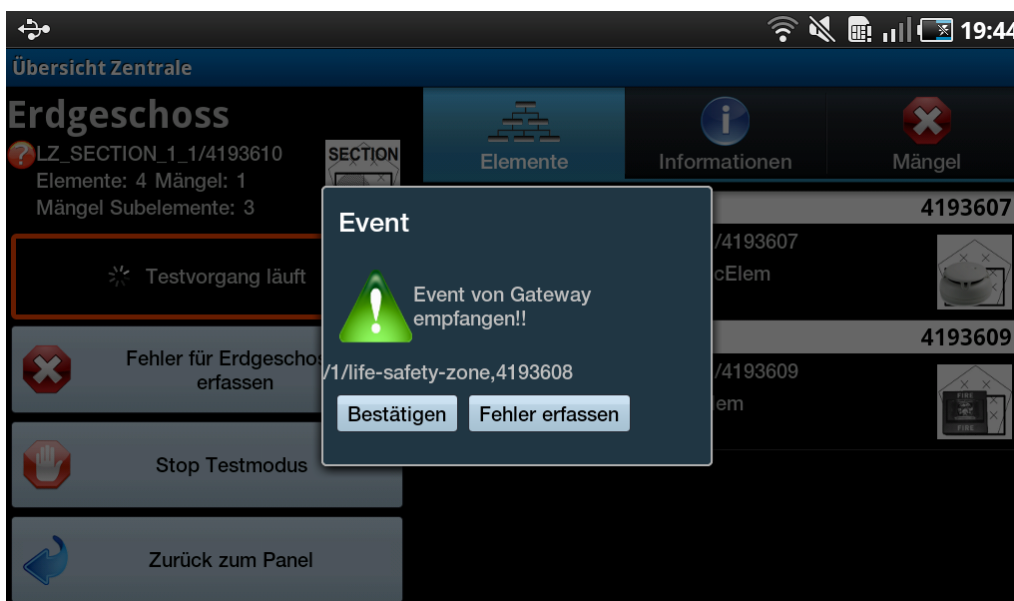 19:44
Übersicht Zentrale
Erdgeschoss
LZ_SECTION_1_1/4193610
Elemente: 4 Mängel: 1
Mängel Subelemente: 3
SECTION
Elemente
Informationen
Mängel
4193607
/4193607
cElem
4193609
/4193609
em
FIRE
FIRE
Testvorgang läuft
Fehler für Erdgeschos
erfassen
Stop Testmodus
Zurück zum Panel
Event
Event von Gateway
empfangen!!
/1/life-safety-zone,4193608
Bestätigen
Fehler erfassen